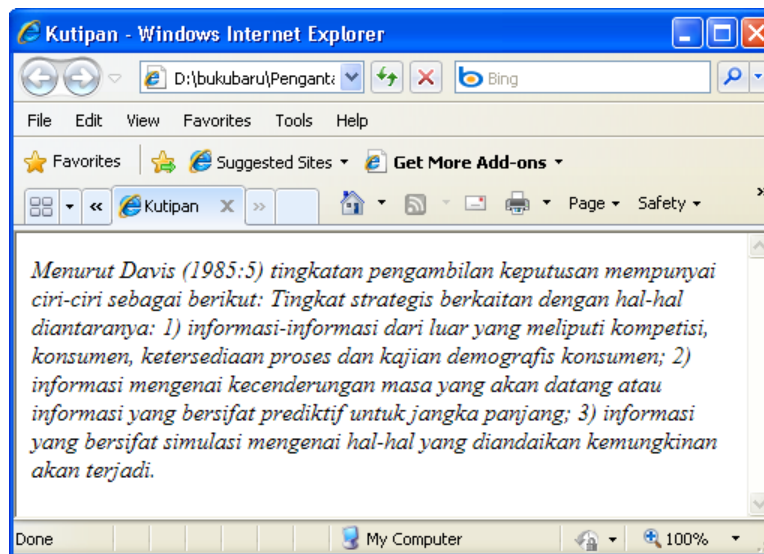 Kutipan - Windows Internet Explorer
D:\bukubaru\Penganta
Bing
File Edit View Favorites Tools Help
Favorites Suggested Sites Get More Add-ons
Kutipan Page Safety
Menurut Davis (1985:5) tingkatan pengambilan keputusan mempunyai
ciri-ciri sebagai berikut: Tingkat strategis berkaitan dengan hal-hal
diantaranya: 1) informasi-informasi dari luar yang meliputi kompetisi,
konsumen, ketersediaan proses dan kajian demografis konsumen; 2)
informasi mengenai kecenderungan masa yang akan datang atau
informasi yang bersifat prediktif untuk jangka panjang; 3) informasi
yang bersifat simulasi mengenai hal-hal yang diandaikan kemungkinan
akan terjadi.
Done My Computer 100%